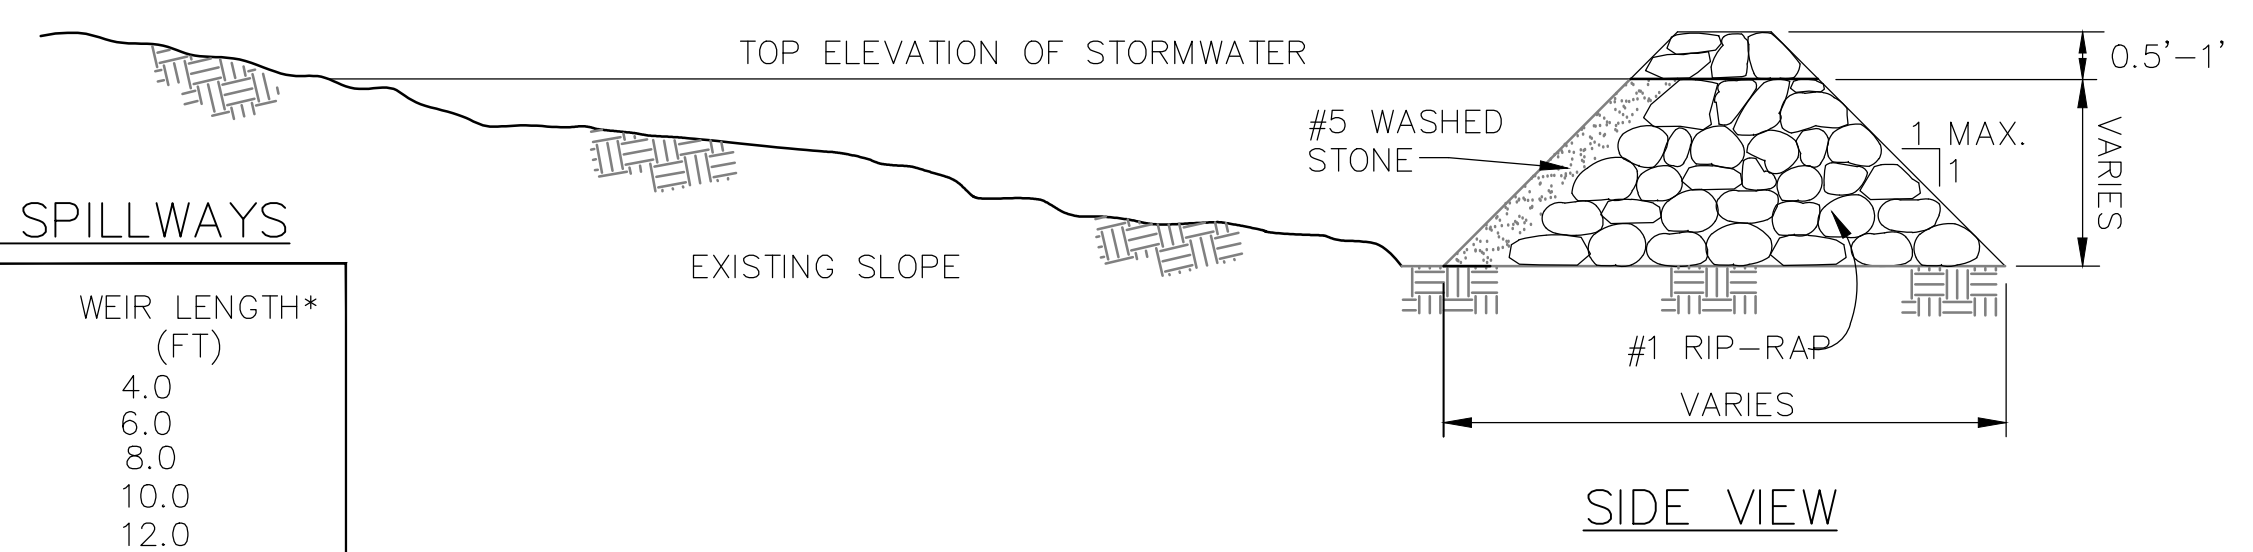 TOP ELEVATION OF STORMWATER
0.5'-1'
#5 WASHED
STONE
1 MAX.
1
VARIES
SPILLWAYS
EXISTING SLOPE
WEIR LENGTH*
(FT)
4.0
6.0
8.0
10.0
12.0
#1 RIP-RAP
VARIES
SIDE VIEW